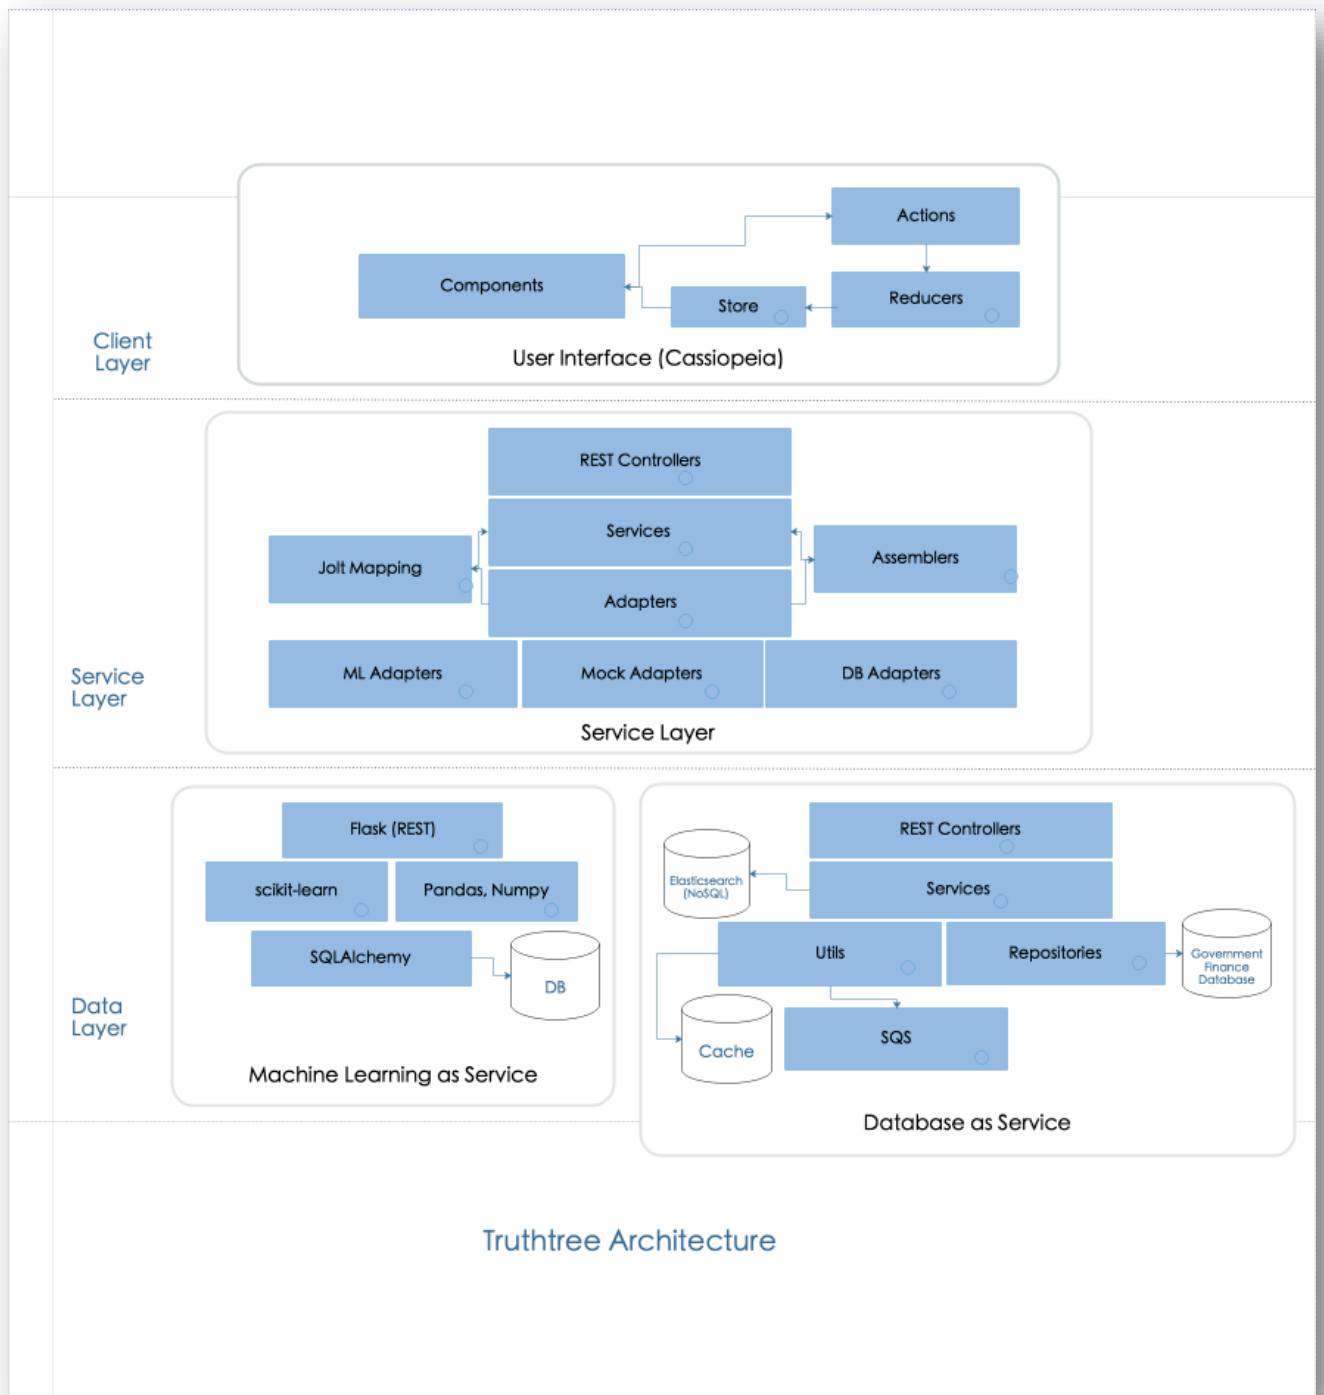 Actions
Components
Reducers
Store
Client
Layer
User Interface (Cassiopeia)
REST Controllers
Services
Jolt Mapping
Assemblers
Adapters
ML Adapters
Mock Adapters
DB Adapters
Service
Layer
Service Layer
Flask (REST)
scikit-learn
Pandas, Numpy
SQLAlchemy
DB
Data
Layer
Machine Learning as Service
REST Controllers
Elasticsearch
(NoSQL)
Services
Utils
Repositories
Government
Finance
Database
SQS
Cache
Database as Service
Truthtree Architecture